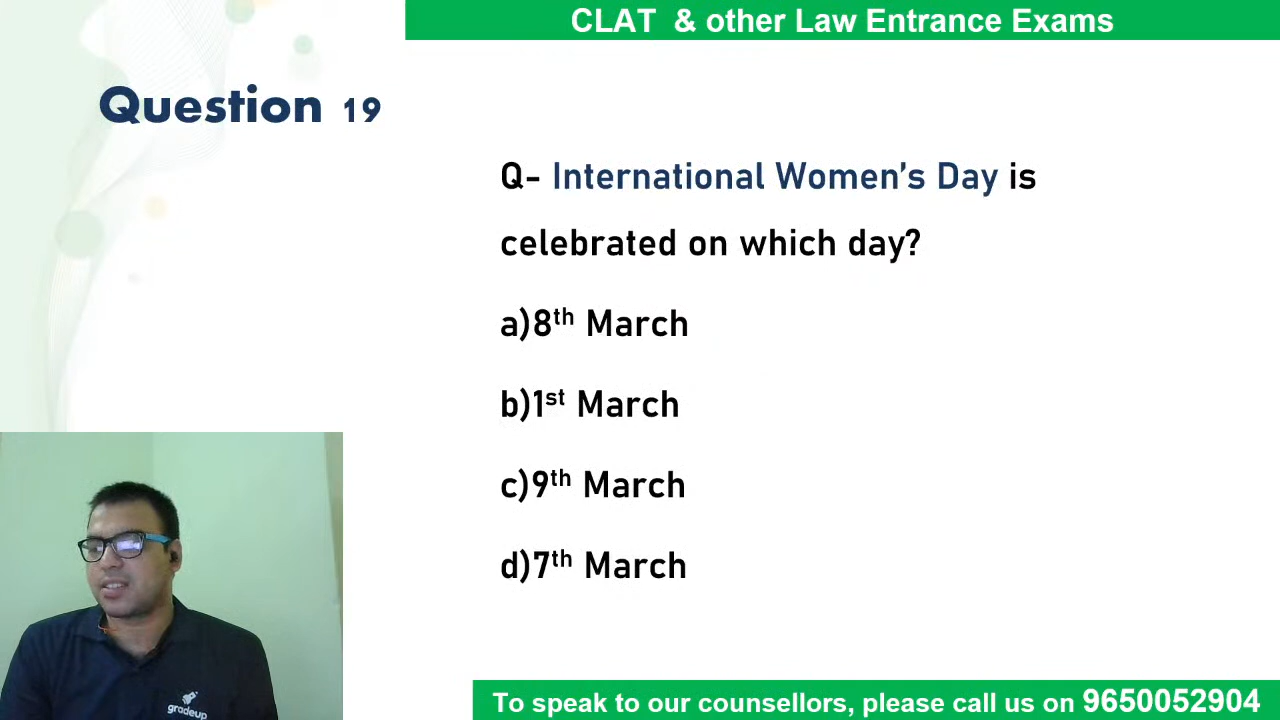 CLAT & other Law Entrance Exams
Question 19
Q- International Women's Day is
celebrated on which day?
a)8th March
b)1st March
c)9th March
d)7th March
gradeup
To speak to our counsellors, please call us on 9650052904